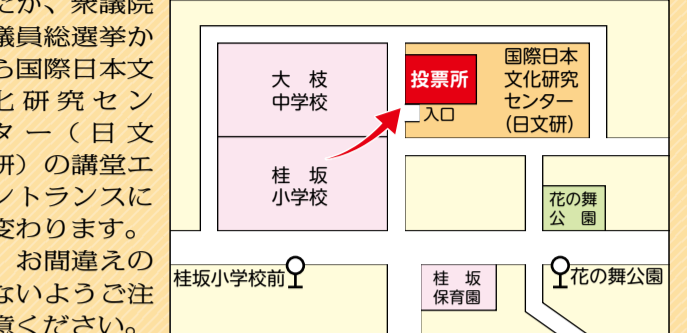 たが、衆議院
議員総選挙か
ら国際日本文
化研究セン
ター（日文
研）の講堂エ
ントランスに
変わります。
お間違えの
ないようご注
意ください。
大枝
中学校
桂坂
小学校
投票所
入口
国際日本
文化研究
センター
(日文研)
花の舞
公園
桂坂小学校前
桂坂
保育園
花の舞公園